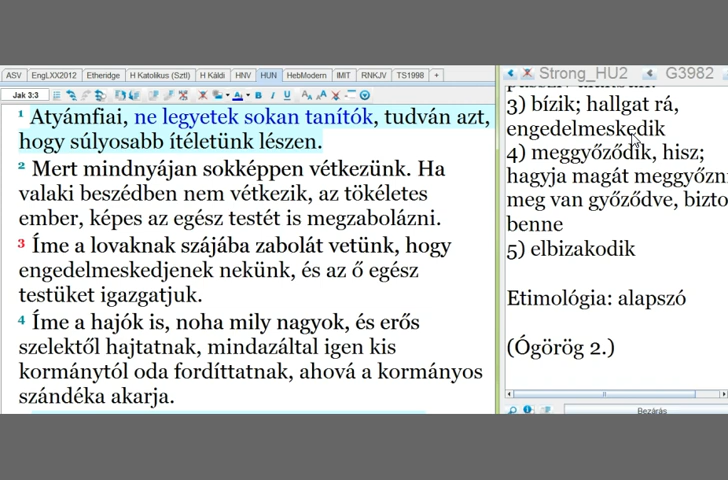 ASV EngLXX2012 Etheridge H Katolikus (SztI) H Káldi HNV HUN HebModern IMIT RNKJV TS1998 +
Jak 3:3
1 Atyámfiai, ne legyetek sokan tanítók, tudván azt,
hogy súlyosabb ítéletünk lészen.
2 Mert mindnyájan sokképpen vétkezünk. Ha
valaki beszédben nem vétkezik, az tökéletes
ember, képes az egész testét is megzabolázni.
3 Íme a lovaknak szájába zabolát vetünk, hogy
engedelmeskedjenek nekünk, és az ő egész
testüket igazgatjuk.
4 Íme a hajók is, noha mily nagyok, és erős
szelektől hajtatnak, mindazáltal igen kis
kormánytól oda fordíttatnak, ahová a kormányos
szándéka akarja.
Strong_HU2 G3982
3) bízik; hallgat rá,
engedelmeskedik
4) meggyőződik, hisz;
hagyja magát meggyőzni
meg van győződve, bizto
benne
5) elbizakodik
Etimológia: alapszó
(Ógörög 2.)
Bezárás